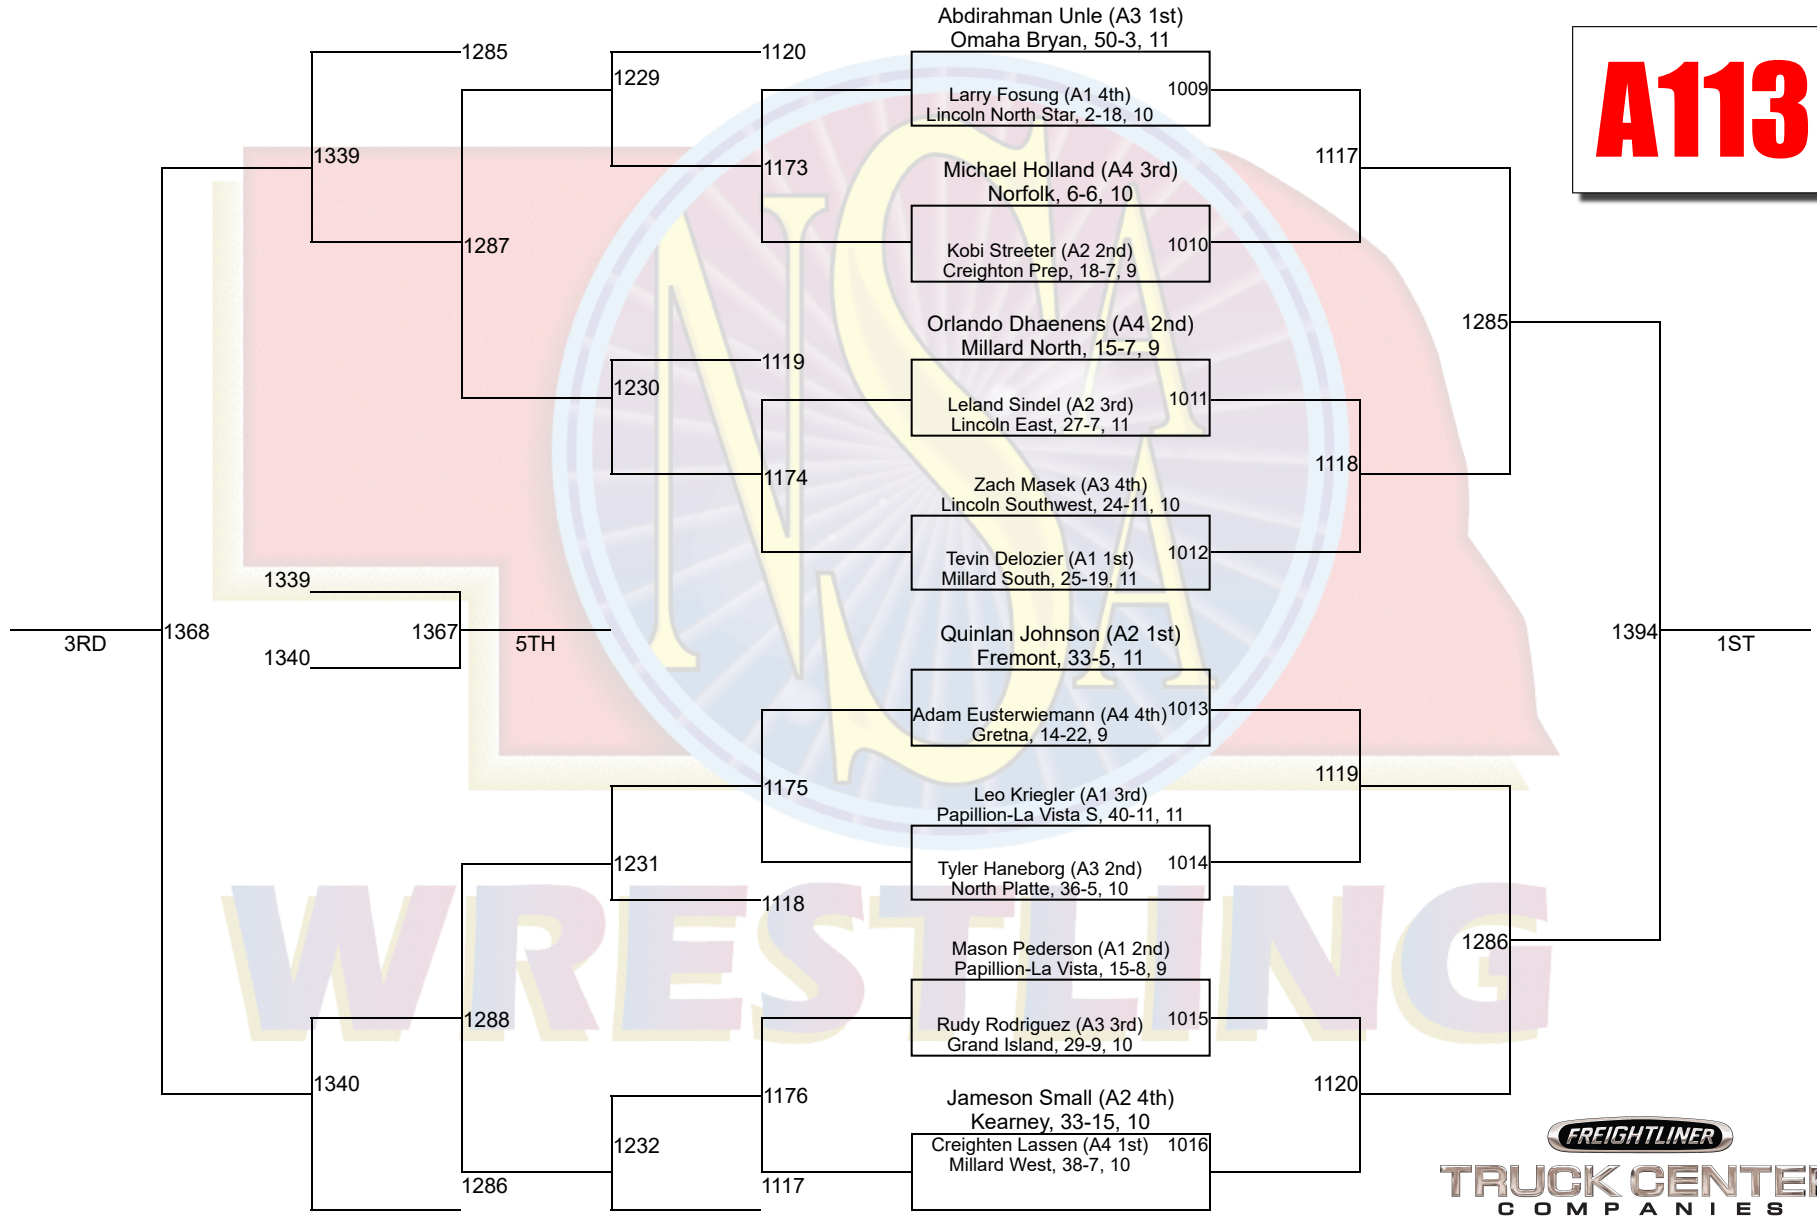 Abdirahman Unle (A3 1st)
Omaha Bryan, 50-3, 11
1285
1120
1229
Larry Fosung (A1 4th)
1009
Lincoln North Star, 2-18, 10
A113
1339
1117
1173
Michael Holland (A4 3rd)
Norfolk, 6-6, 10
1287
Kobi Streeter (A2 2nd)
1010
Creighton Prep, 18-7, 9
Orlando Dhaenens (A4 2nd)
1285
Millard North, 15-7, 9
1119
1230
Leland Sindel (A2 3rd)
1011
Lincoln East, 27-7, 11
1118
1174
Zach Masek (A3 4th)
Lincoln Southwest, 24-11, 10
Tevin Delozier (A1 1st)
1012
Millard South, 25-19, 11
1339
1368
3RD
1367
5TH
1340
Quinlan Johnson (A2 1st)
Fremont, 33-5, 11
1394
1ST
Adam Eusterwiemann (A4 4th)
1013
Gretna, 14-22, 9
1119
1175
Leo Kriegler (A1 3rd)
Papillion-La Vista S, 40-11, 11
1231
Tyler Haneborg (A3 2nd)
1014
North Platte, 36-5, 10
1118
Mason Pederson (A1 2nd)
1286
Papillion-La Vista, 15-8, 9
1288
Rudy Rodriguez (A3 3rd)
1015
Grand Island, 29-9, 10
1340
1120
1176
Jameson Small (A2 4th)
Kearney, 33-15, 10
1232
Creighten Lassen (A4 1st)
1016
Millard West, 38-7, 10
1286
1117
NSAA
WRESTLING
FREIGHTLINER
TRUCK CENTER
COMPANIES